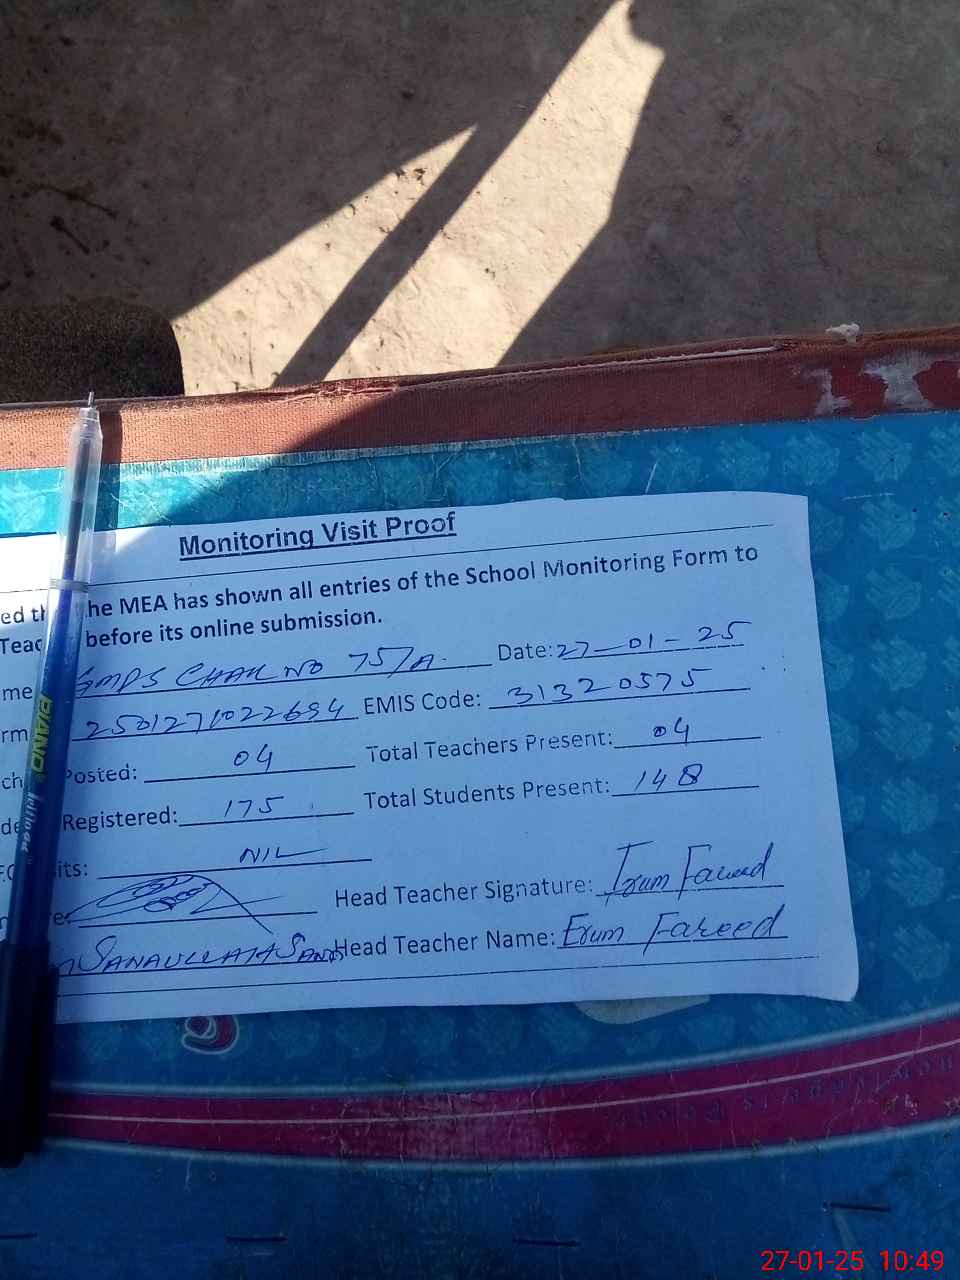 Monitoring Visit Proof
ed th he MEA has shown all entries of the School Monitoring Form to
Teac before its online submission.
me GMPS CHAK NO 75/A. Date: 27-01-25
rm 2501271022694 EMIS Code: 31320575
ch Posted: 04 Total Teachers Present: 04
de Registered: 175 Total Students Present: 148
its: NIL
re: Head Teacher Signature: Erum Fareed
SANAULLAH Head Teacher Name: Erum Fareed
PIANO
27-01-25 10:49